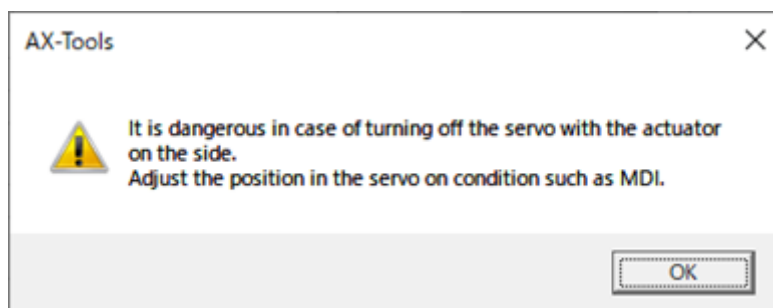 AX-Tools
It is dangerous in case of turning off the servo with the actuator
on the side.
Adjust the position in the servo on condition such as MDI.
OK